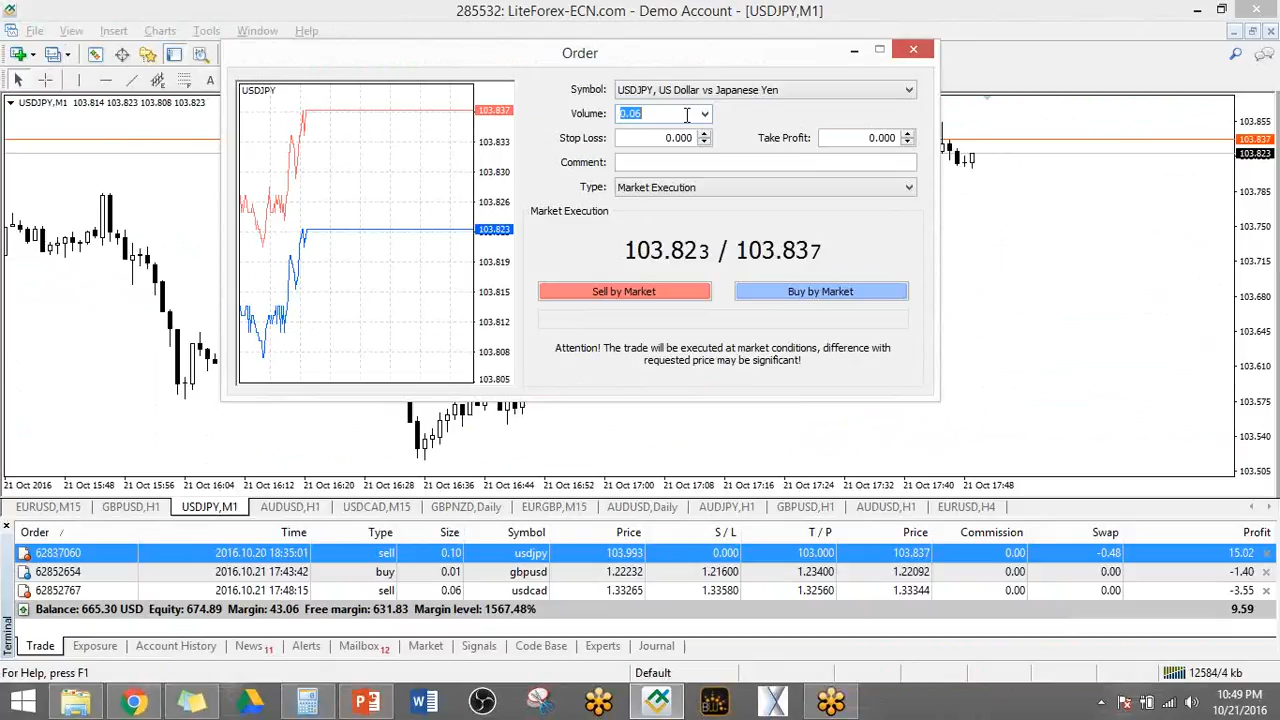 285532: LiteForex-ECN.com - Demo Account - [USDJPY,M1]
File View Insert Charts Tools Window Help
Order
USDJPY,M1 103.814 103.823 103.808 103.823
USDJPY
103.837
103.833
103.830
103.826
103.823
103.819
103.815
103.812
103.808
103.805
Symbol: USDJPY, US Dollar vs Japanese Yen
Volume: 0.06
Stop Loss: 0.000 Take Profit: 0.000
Comment:
Type: Market Execution
Market Execution
103.823 / 103.837
Sell by Market Buy by Market
Attention! The trade will be executed at market conditions, difference with
requested price may be significant!
103.855
103.837
103.823
103.785
103.750
103.715
103.680
103.645
103.610
103.575
103.540
103.505
21 Oct 2016 21 Oct 15:48 21 Oct 15:56 21 Oct 16:04 21 Oct 16:12 21 Oct 16:20 21 Oct 16:28 21 Oct 16:36 21 Oct 16:44 21 Oct 16:52 21 Oct 17:00 21 Oct 17:08 21 Oct 17:16 21 Oct 17:24 21 Oct 17:32 21 Oct 17:40 21 Oct 17:48
EURUSD,M15 GBPUSD,H1 USDJPY,M1 AUDUSD,H1 USDCAD,M15 GBPNZD,Daily EURGBP,M15 AUDUSD,Daily AUDJPY,H1 GBPUSD,H1 AUDUSD,H1 EURUSD,H4
Order / Time Type Size Symbol Price S / L T / P Price Commission Swap Profit
62837060 2016.10.20 18:35:01 sell 0.10 usdjpy 103.993 0.000 103.000 103.837 0.00 -0.48 15.02
62852654 2016.10.21 17:43:42 buy 0.01 gbpusd 1.22232 1.21600 1.23400 1.22092 0.00 0.00 -1.40
62852767 2016.10.21 17:48:15 sell 0.06 usdcad 1.33265 1.33580 1.32560 1.33344 0.00 0.00 -3.55
Balance: 665.30 USD Equity: 674.89 Margin: 43.06 Free margin: 631.83 Margin level: 1567.48% 9.59
Terminal
Trade Exposure Account History News 11 Alerts Mailbox 12 Market Signals Code Base Experts Journal
For Help, press F1 Default 12584/4 kb
10:49 PM
10/21/2016